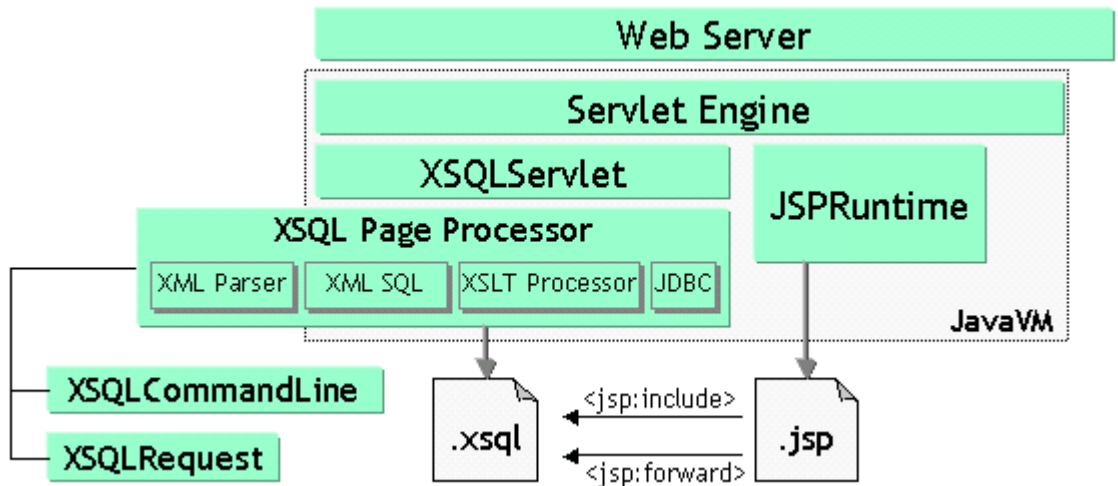 Web Server
Servlet Engine
XSQLServlet
JSPRuntime
XSQL Page Processor
XML Parser
XML SQL
XSLT Processor
JDBC
JavaVM
XSQLCommandLine
XSQLRequest
.xsql
<jsp:include>
<jsp:forward>
.jsp